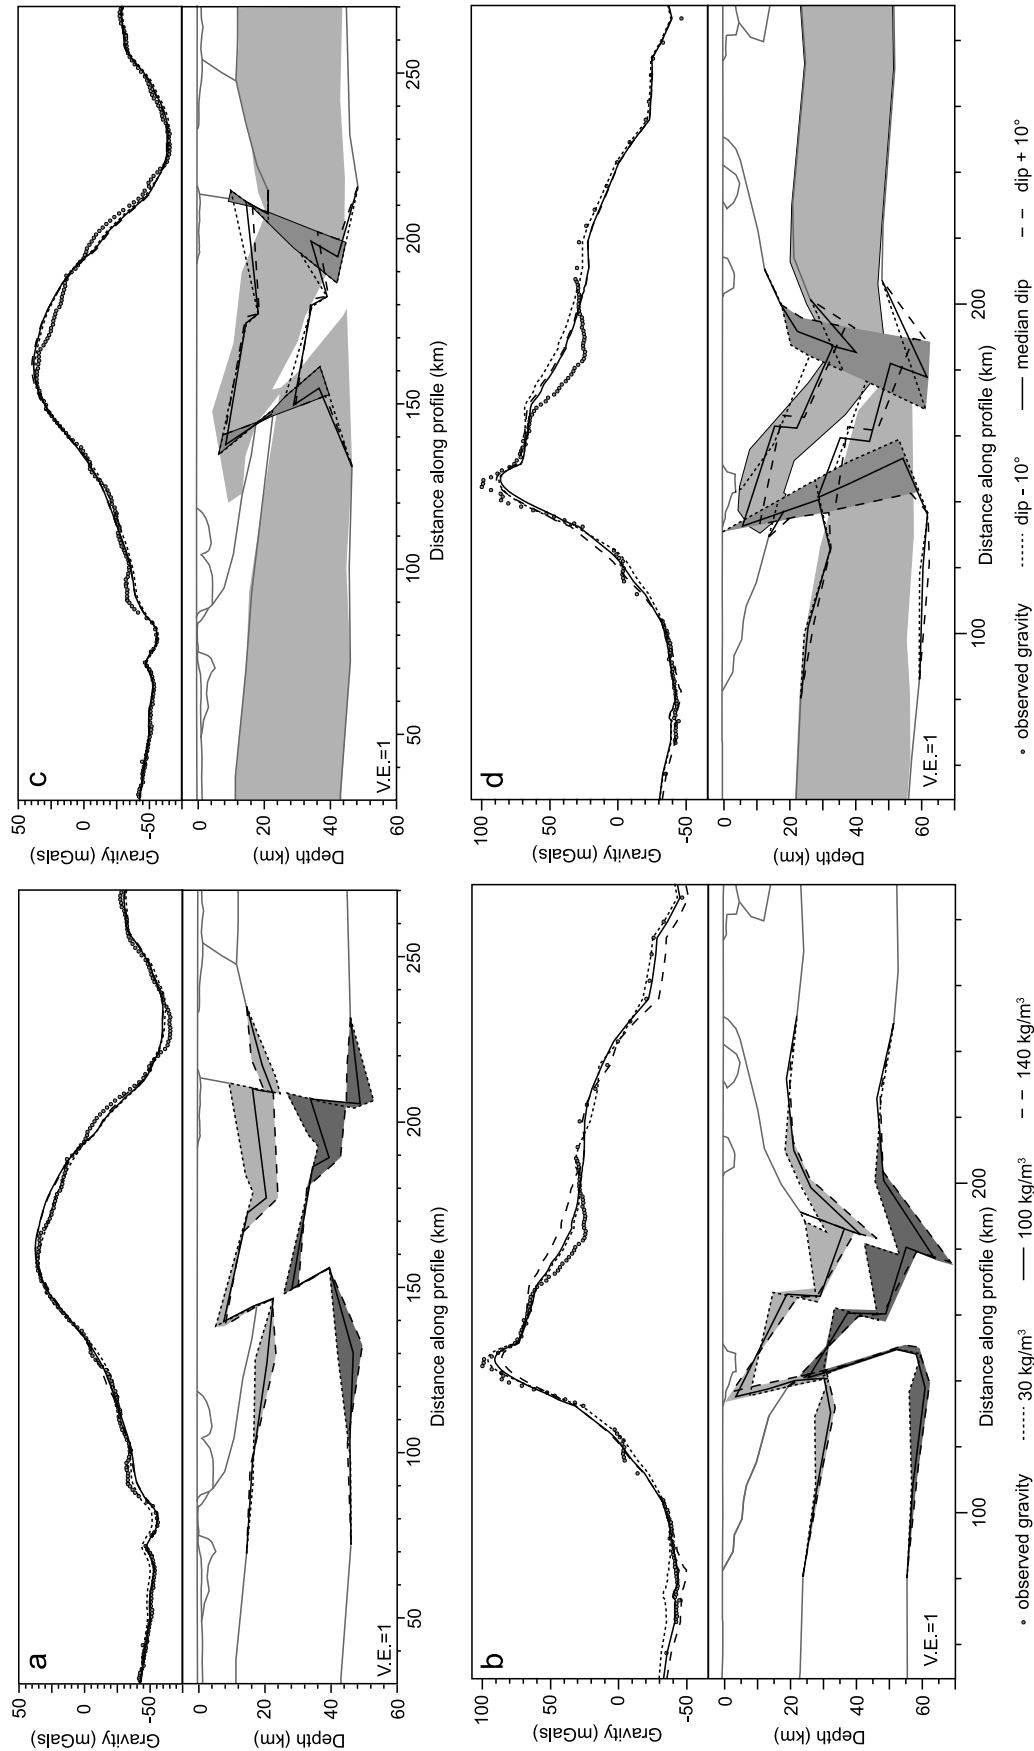 a
50
0
-50
Gravity (mGals)
0
20
40
60
Depth (km)
V.E.=1
50
100
150
200
250
Distance along profile (km)
b
100
50
0
-50
Gravity (mGals)
0
20
40
60
Depth (km)
V.E.=1
100
200
Distance along profile (km)
observed gravity
30 kg/m³
100 kg/m³
140 kg/m³
c
50
0
-50
Gravity (mGals)
0
20
40
60
Depth (km)
V.E.=1
50
100
150
200
250
Distance along profile (km)
d
100
50
0
-50
Gravity (mGals)
0
20
40
60
Depth (km)
V.E.=1
100
200
Distance along profile (km)
observed gravity
dip - 10°
median dip
dip + 10°